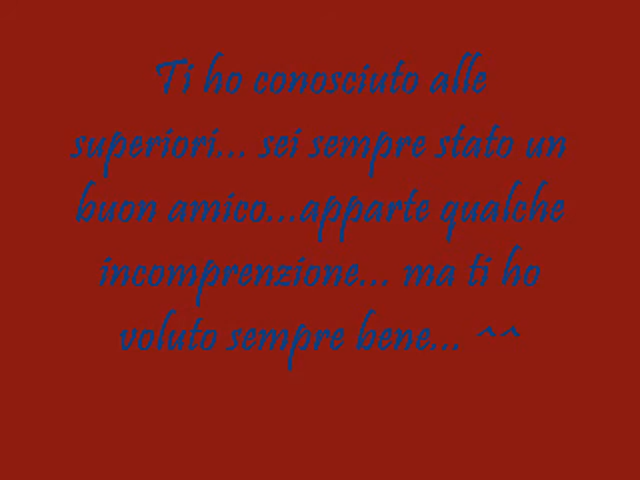 Ti ho conosciuto alle
superiori... sei sempre stato un
buon amico...apparte qualche
incomprenzione... ma ti ho
voluto sempre bene... ^^